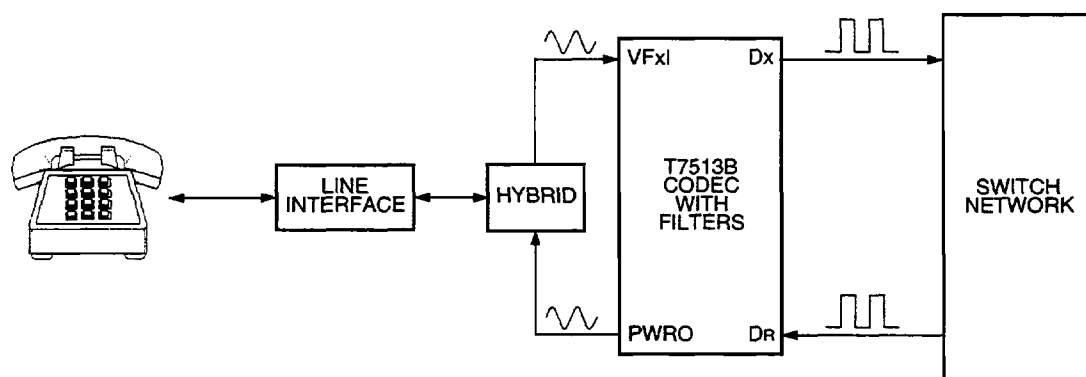 VFxI
Dx
LINE
INTERFACE
HYBRID
T7513B
CODEC
WITH
FILTERS
SWITCH
NETWORK
PWRO
DR